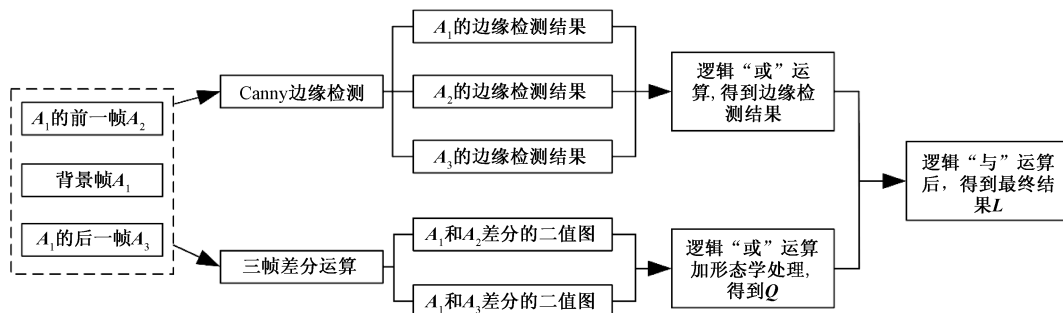 A₁的前一帧A₂
背景帧A₁
A₁的后一帧A₃
Canny边缘检测
三帧差分运算
A₁的边缘检测结果
A₂的边缘检测结果
A₃的边缘检测结果
A₁和A₂差分的二值图
A₁和A₃差分的二值图
逻辑“或”运
算,得到边缘检
测结果
逻辑“或”运算
加形态学处理,
得到Q
逻辑“与”运算
后，得到最终结
果L